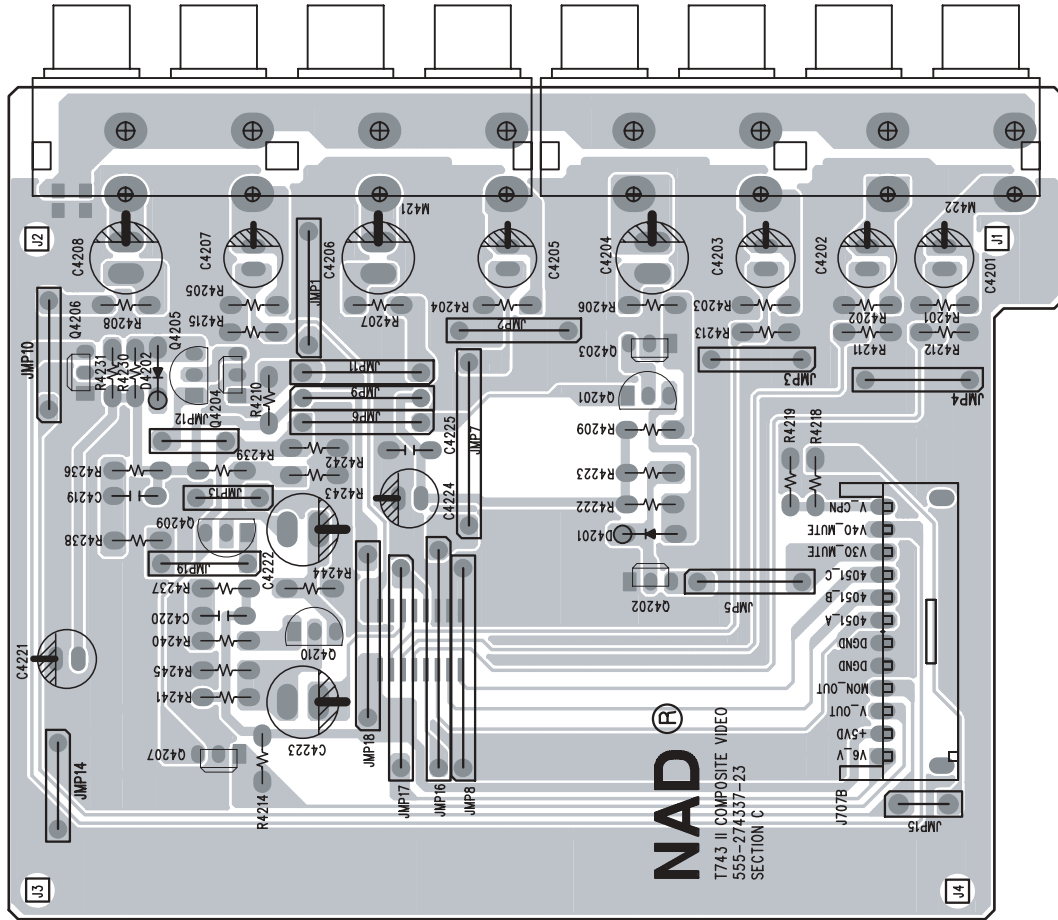 J2
C4208
C4207
M421
C4206
C4205
C4204
C4203
C4202
M422
C4201
J1
R4205
R4215
JMP1
R4207
R4204
R4206
R4203
R4202
R4201
Q4206
R4208
Q4205
JMP2
R4213
R4211
R4212
JMP10
R4231
R4230
D4202
Q4203
JMP11
JMP9
JMP6
JMP3
JMP4
R4210
JMP12
Q4204
Q4201
C4225
JMP7
R4209
R4219
R4218
R4236
R4239
R4242
R4243
R4223
C4219
JMP13
C4224
R4222
V_CPN
Q4209
R4238
D4201
V4O_MUTE
V3O_MUTE
JMP19
C4222
R4244
Q4202
JMP5
4051_C
R4237
4051_B
C4220
4051_A
R4240
Q4210
DGND
C4221
DGND
R4245
MON_OUT
R4241
V_OUT
+5VD
V6_V
Q4207
C4223
JMP18
JMP14
R4214
JMP17
JMP16
JMP8
J707B
JMP15
NAD ®
T743 II COMPOSITE VIDEO
555-274337-23
SECTION C
J3
J4